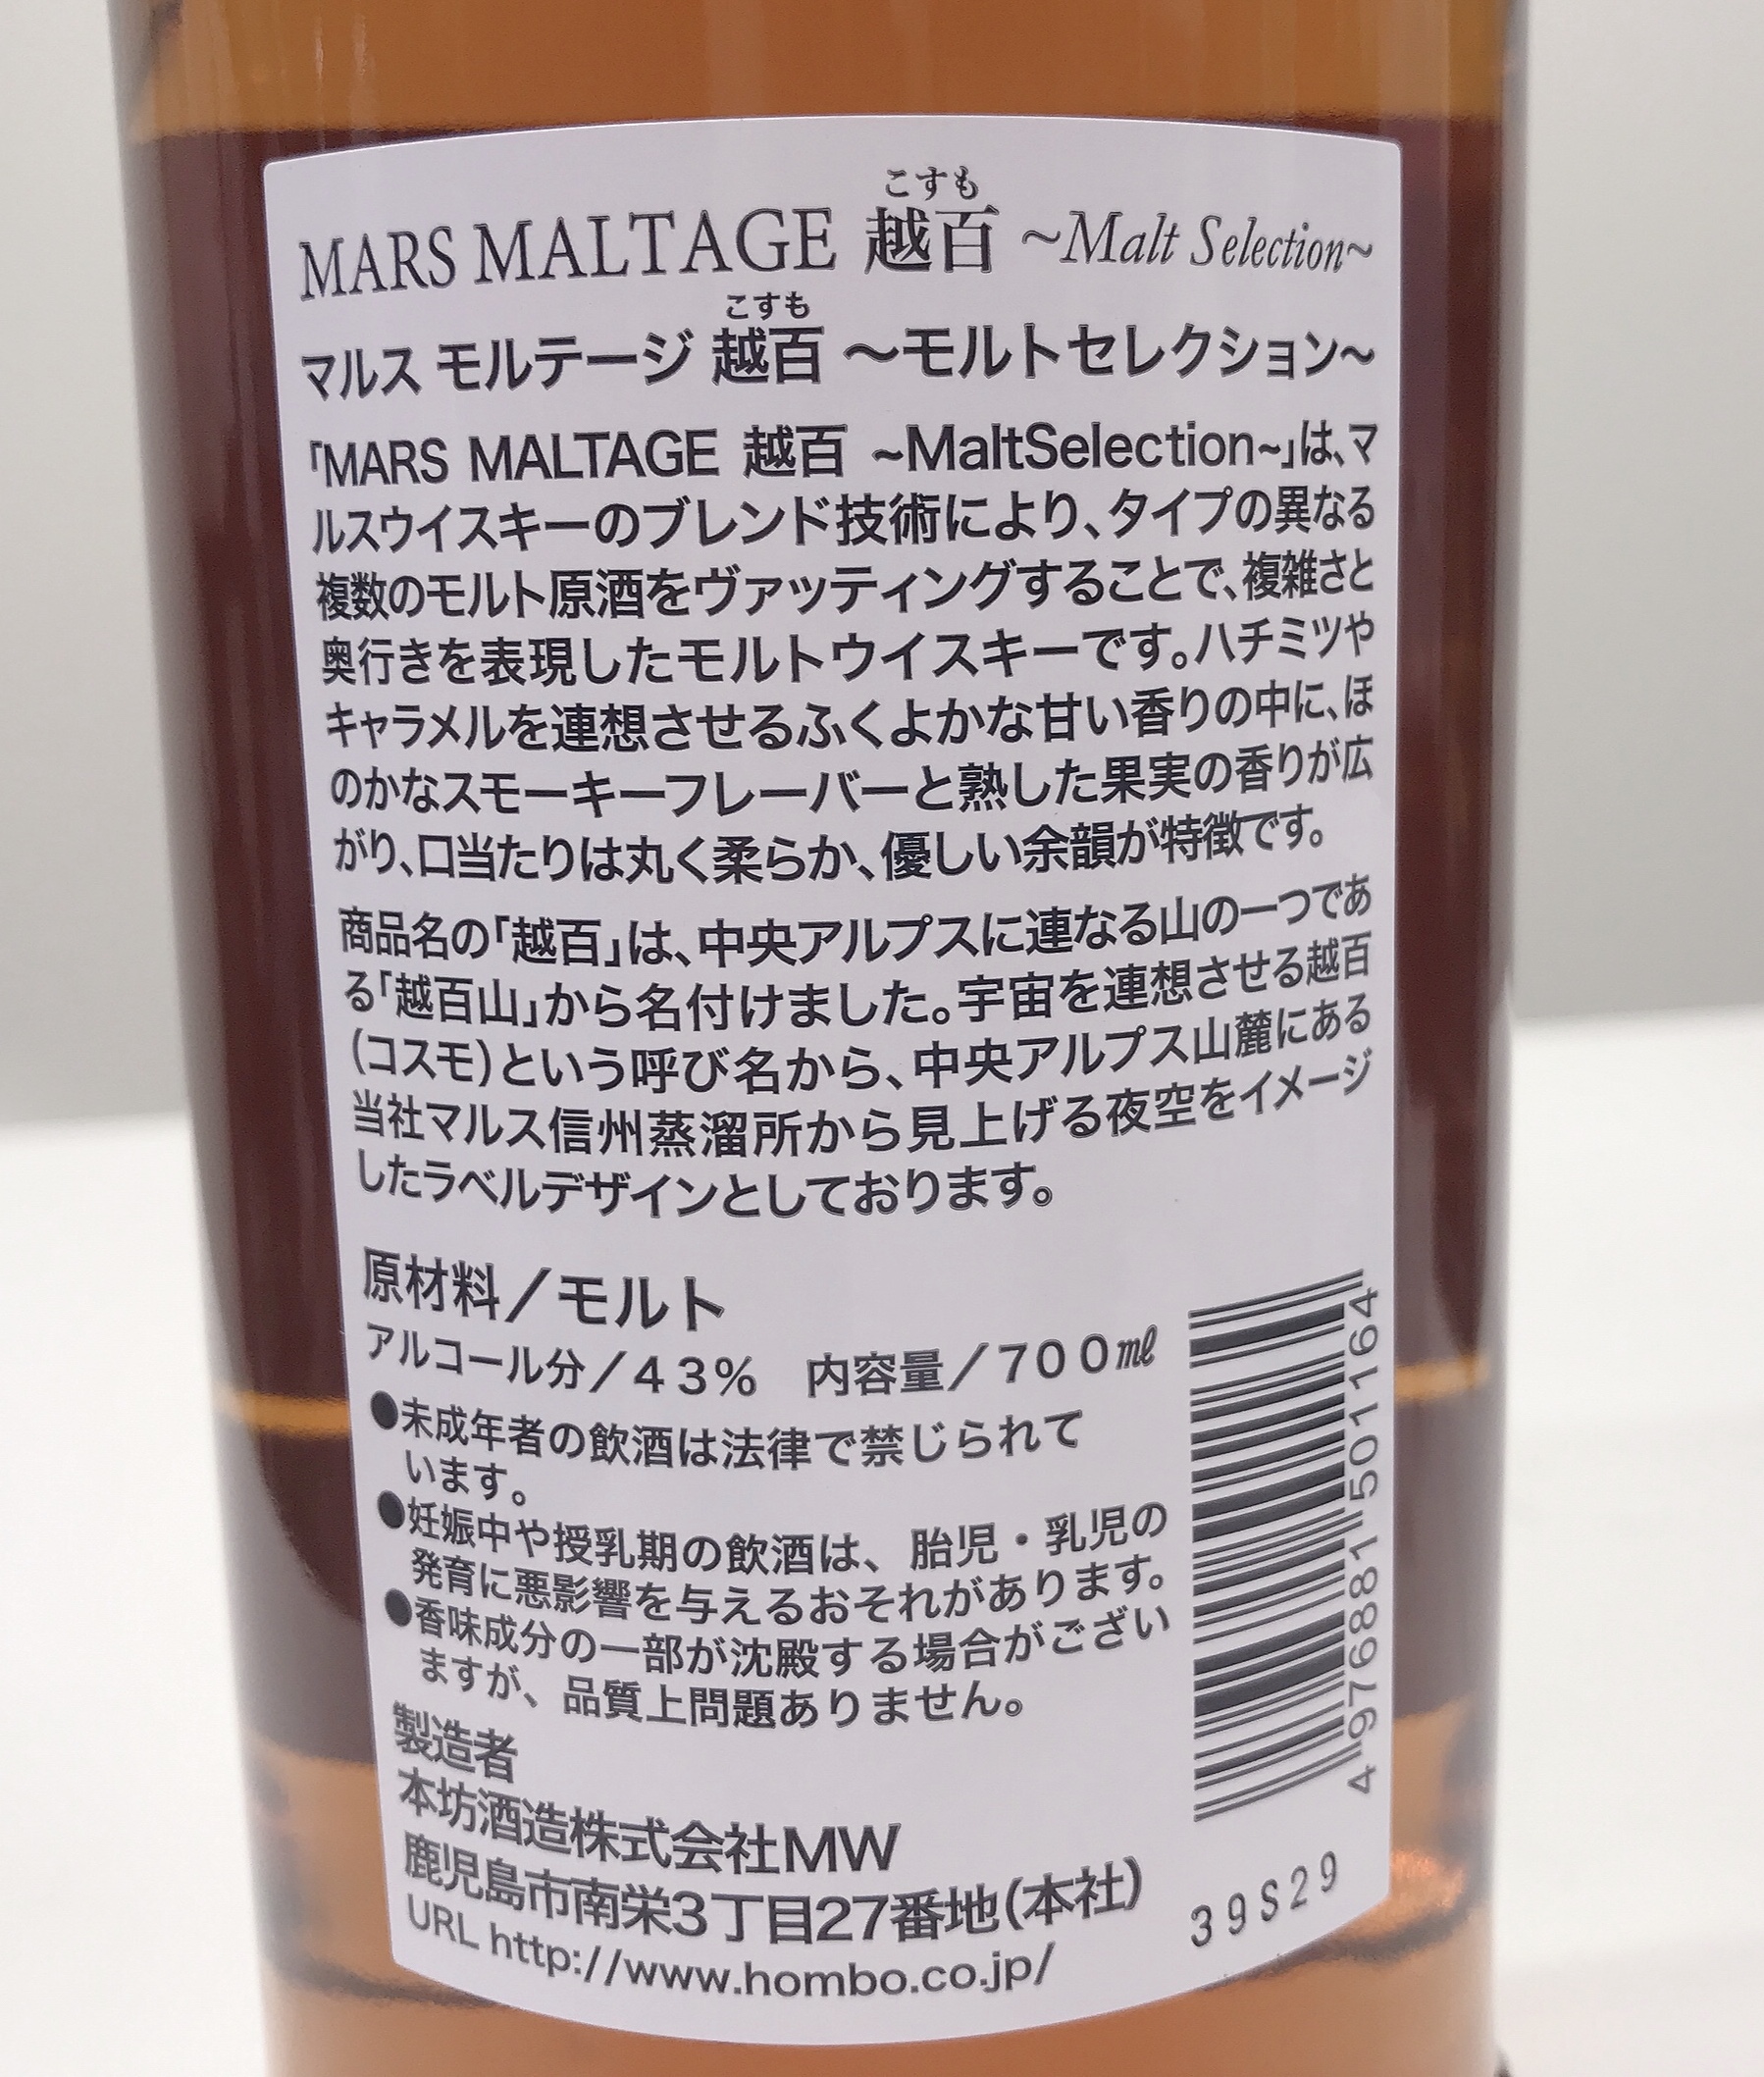 こすも
MARS MALTAGE 越百 ~Malt Selection~
こすも
マルス モルテージ 越百 〜モルトセレクション〜
「MARS MALTAGE 越百 ~MaltSelection~」は、マ
ルスウイスキーのブレンド技術により、タイプの異なる
複数のモルト原酒をヴァッティングすることで、複雑さと
奥行きを表現したモルトウイスキーです。ハチミツや
キャラメルを連想させるふくよかな甘い香りの中に、ほ
のかなスモーキーフレーバーと熟した果実の香りが広
がり、口当たりは丸く柔らか、優しい余韻が特徴です。
商品名の「越百」は、中央アルプスに連なる山の一つであ
る「越百山」から名付けました。宇宙を連想させる越百
(コスモ)という呼び名から、中央アルプス山麓にある
当社マルス信州蒸溜所から見上げる夜空をイメージ
したラベルデザインとしております。
原材料／モルト
アルコール分／４３％　内容量／７００㎖
●未成年者の飲酒は法律で禁じられて
います。
●妊娠中や授乳期の飲酒は、胎児・乳児の
発育に悪影響を与えるおそれがあります。
●香味成分の一部が沈殿する場合がござい
ますが、品質上問題ありません。
製造者
本坊酒造株式会社MW
鹿児島市南栄3丁目27番地(本社)
URL http://www.hombo.co.jp/
4 976881 501164
39S29